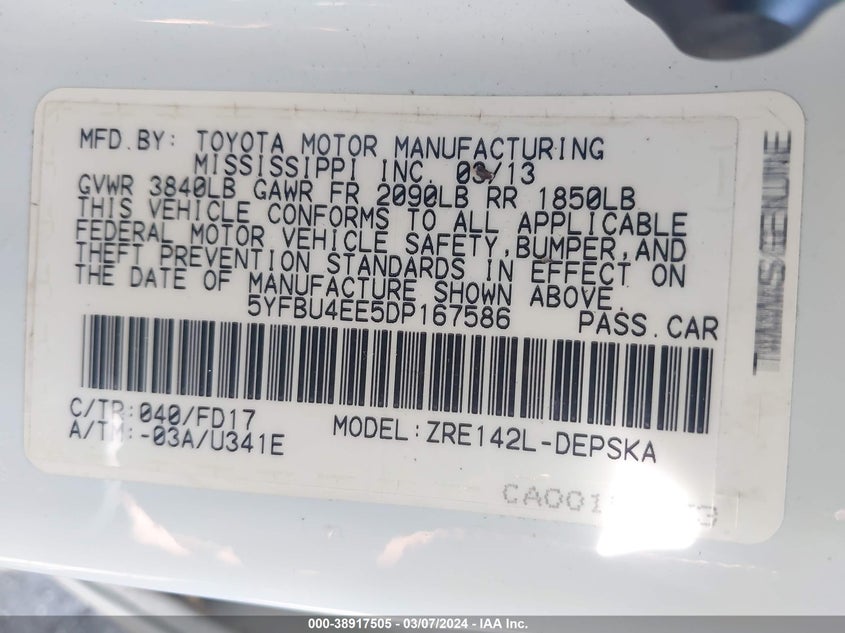 MFD.BY: TOYOTA MOTOR MANUFACTURING
MISSISSIPPI INC. 03/13
GVWR 3840LB GAWR FR 2090LB RR 1850LB
THIS VEHICLE CONFORMS TO ALL APPLICABLE
FEDERAL MOTOR VEHICLE SAFETY,BUMPER,AND
THEFT PREVENTION STANDARDS IN EFFECT ON
THE DATE OF MANUFACTURE SHOWN ABOVE.
5YFBU4EE5DP167586 PASS.CAR
C/TR:040/FD17
A/TM:-03A/U341E MODEL:ZRE142L-DEPSKA
000-38917505 - 03/07/2024 - IAA Inc.